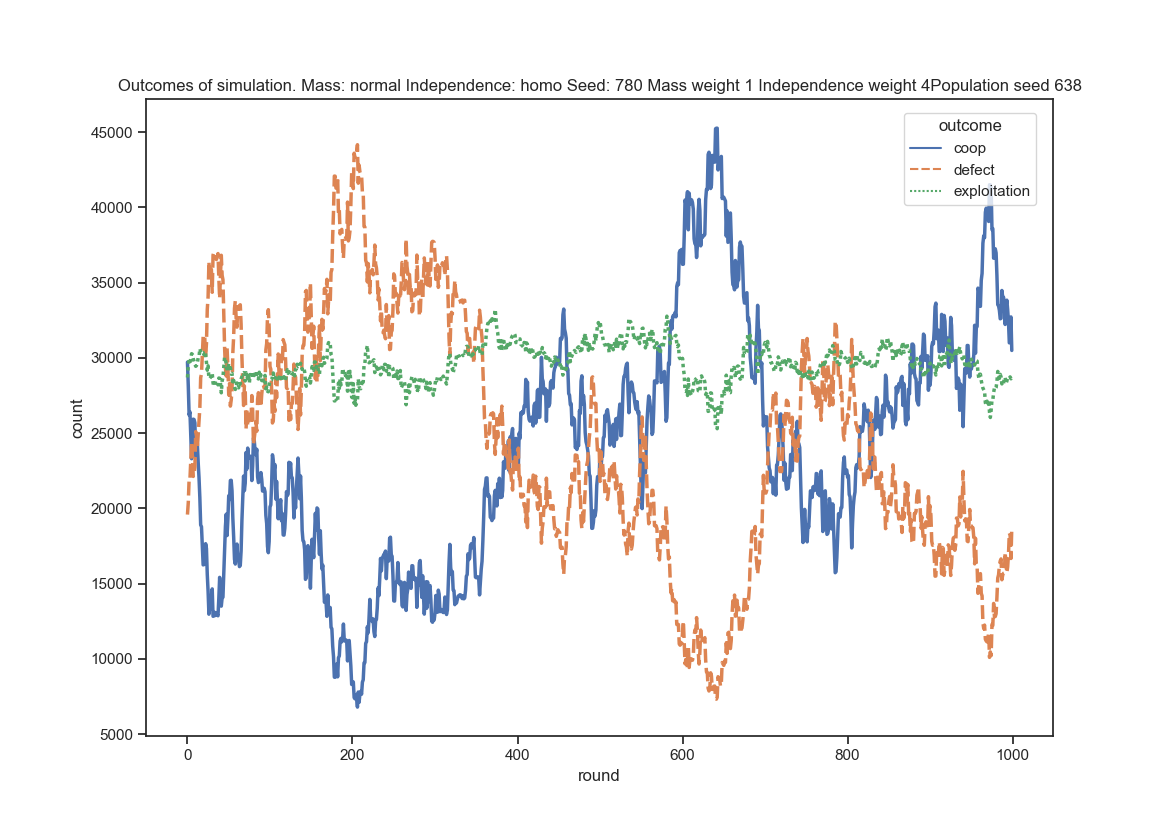 Outcomes of simulation. Mass: normal Independence: homo Seed: 780 Mass weight 1 Independence weight 4Population seed 638
outcome
coop
defect
exploitation
45000
40000
35000
30000
25000
20000
15000
10000
5000
count
0 200 400 600 800 1000
round